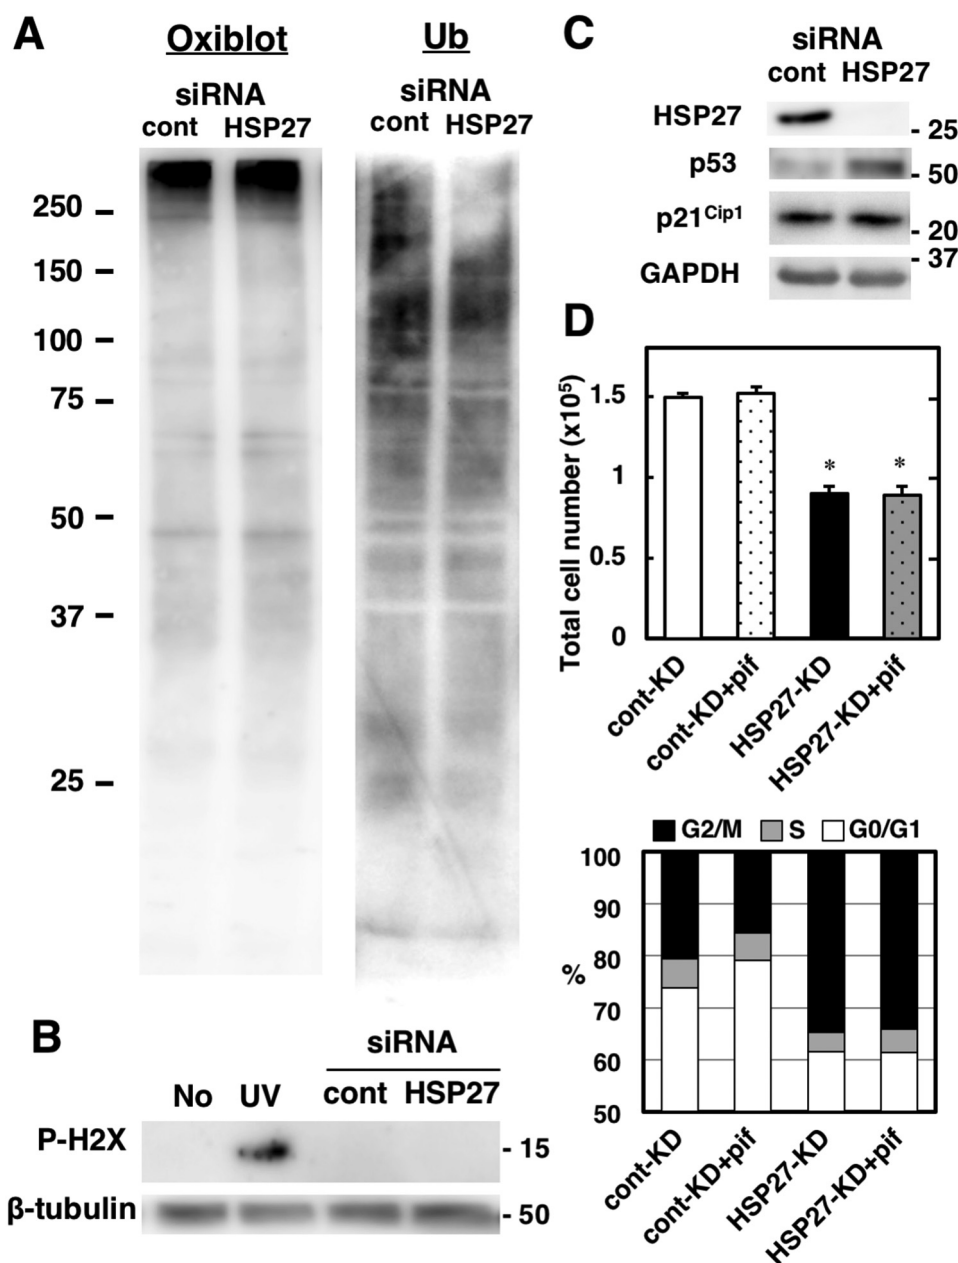 A
Oxiblot
Ub
siRNA
siRNA
cont HSP27
cont HSP27
250
150
100
75
50
37
25
B
siRNA
No UV cont HSP27
P-H2X
- 15
β-tubulin
- 50
C
siRNA
cont HSP27
HSP27
- 25
p53
- 50
p21Cip1
- 20
- 37
GAPDH
D
Total cell number (x10⁵)
1.5
1
0.5
0
* *
cont-KD
cont-KD+pif
HSP27-KD
HSP27-KD+pif
G2/M S G0/G1
100
90
80
70
60
50
%
cont-KD
cont-KD+pif
HSP27-KD
HSP27-KD+pif